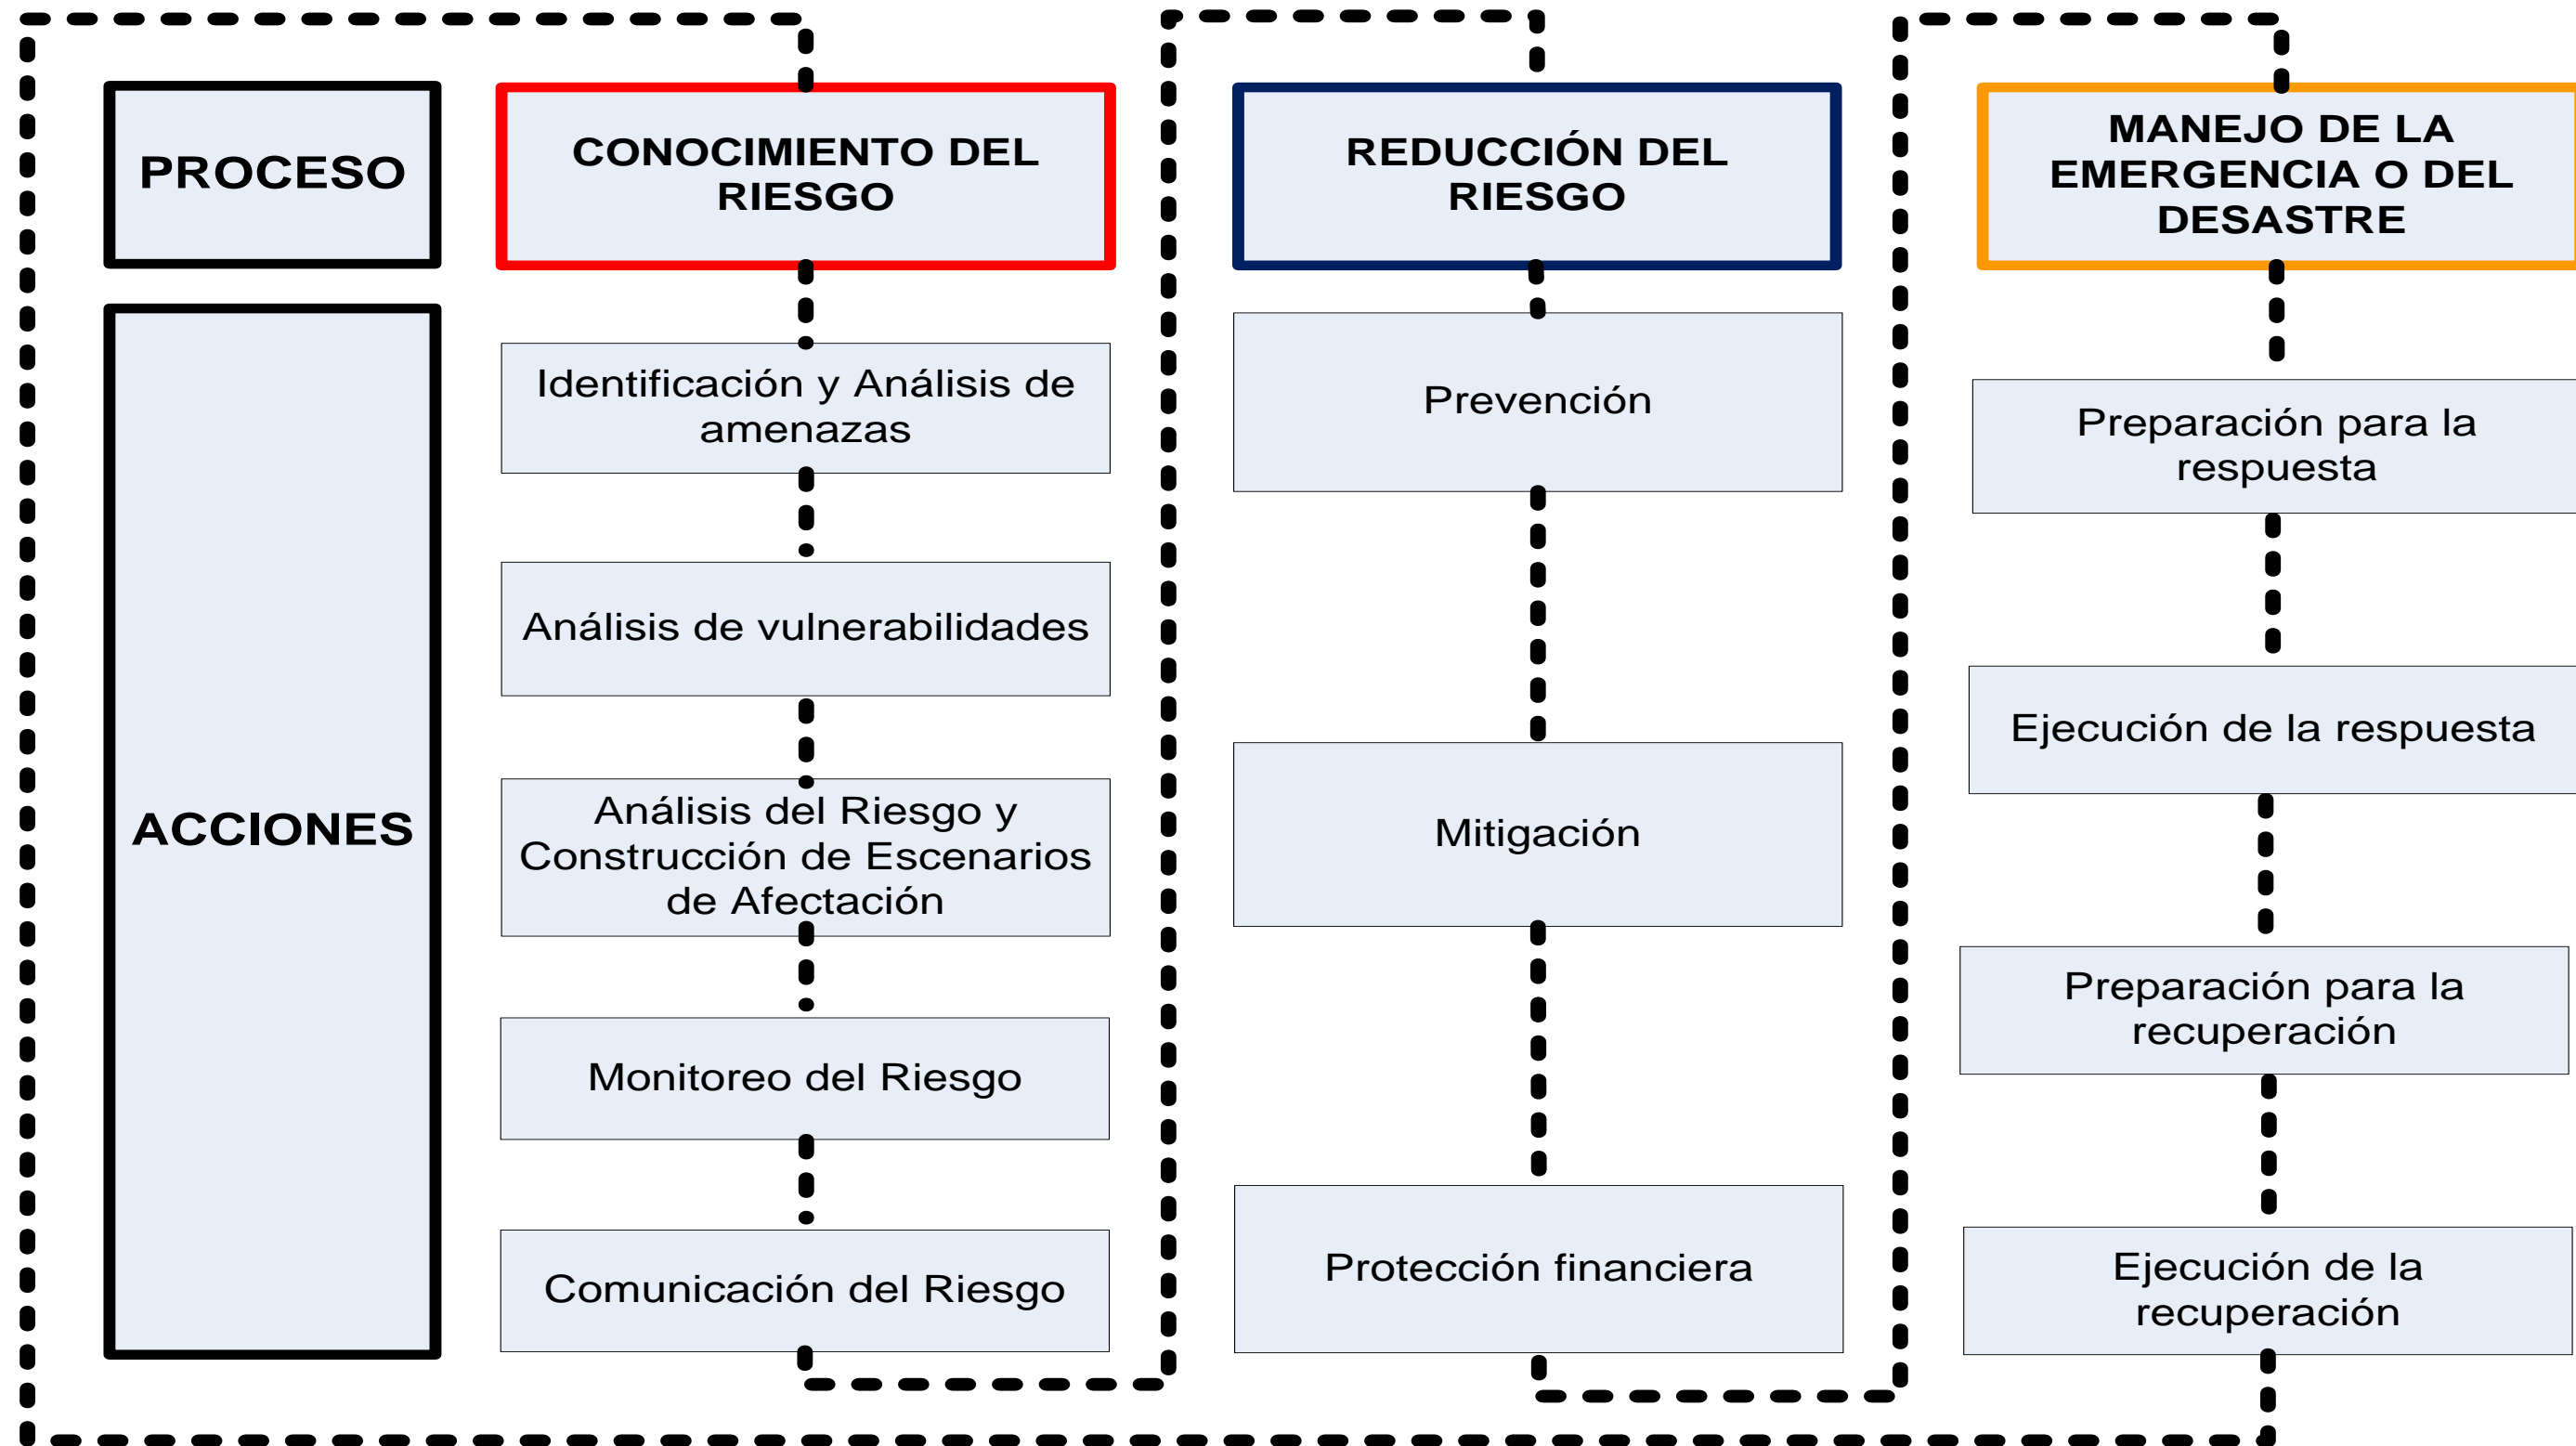 PROCESO
CONOCIMIENTO DEL
RIESGO
REDUCCIÓN DEL
RIESGO
MANEJO DE LA
EMERGENCIA O DEL
DESASTRE
ACCIONES
Identificación y Análisis de
amenazas
Análisis de vulnerabilidades
Análisis del Riesgo y
Construcción de Escenarios
de Afectación
Monitoreo del Riesgo
Comunicación del Riesgo
Prevención
Mitigación
Protección financiera
Preparación para la
respuesta
Ejecución de la respuesta
Preparación para la
recuperación
Ejecución de la
recuperación